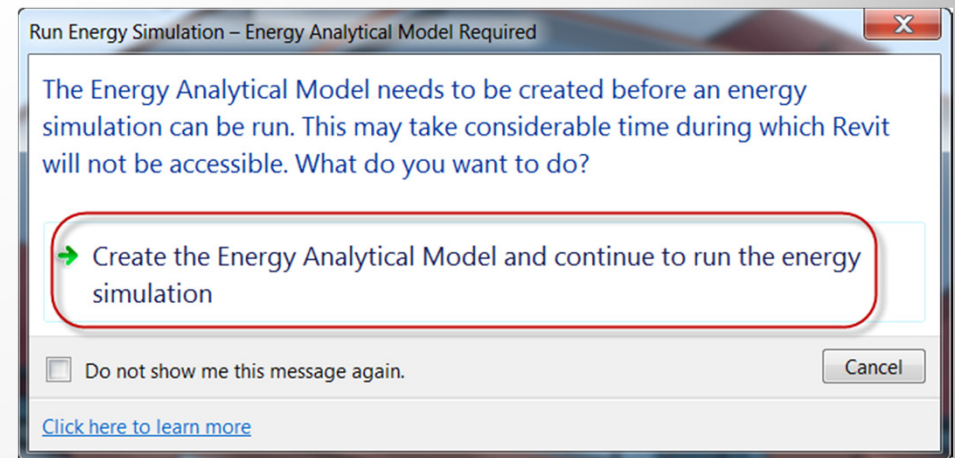 Run Energy Simulation – Energy Analytical Model Required
The Energy Analytical Model needs to be created before an energy
simulation can be run. This may take considerable time during which Revit
will not be accessible. What do you want to do?
Create the Energy Analytical Model and continue to run the energy
simulation
Do not show me this message again.
Cancel
Click here to learn more